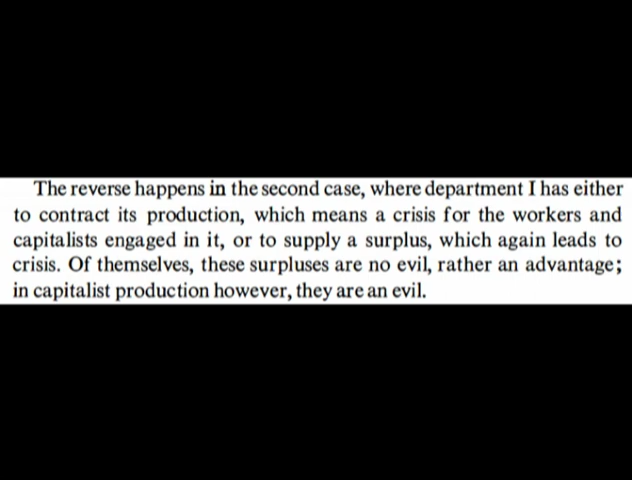 The reverse happens in the second case, where department I has either
to contract its production, which means a crisis for the workers and
capitalists engaged in it, or to supply a surplus, which again leads to
crisis. Of themselves, these surpluses are no evil, rather an advantage;
in capitalist production however, they are an evil.